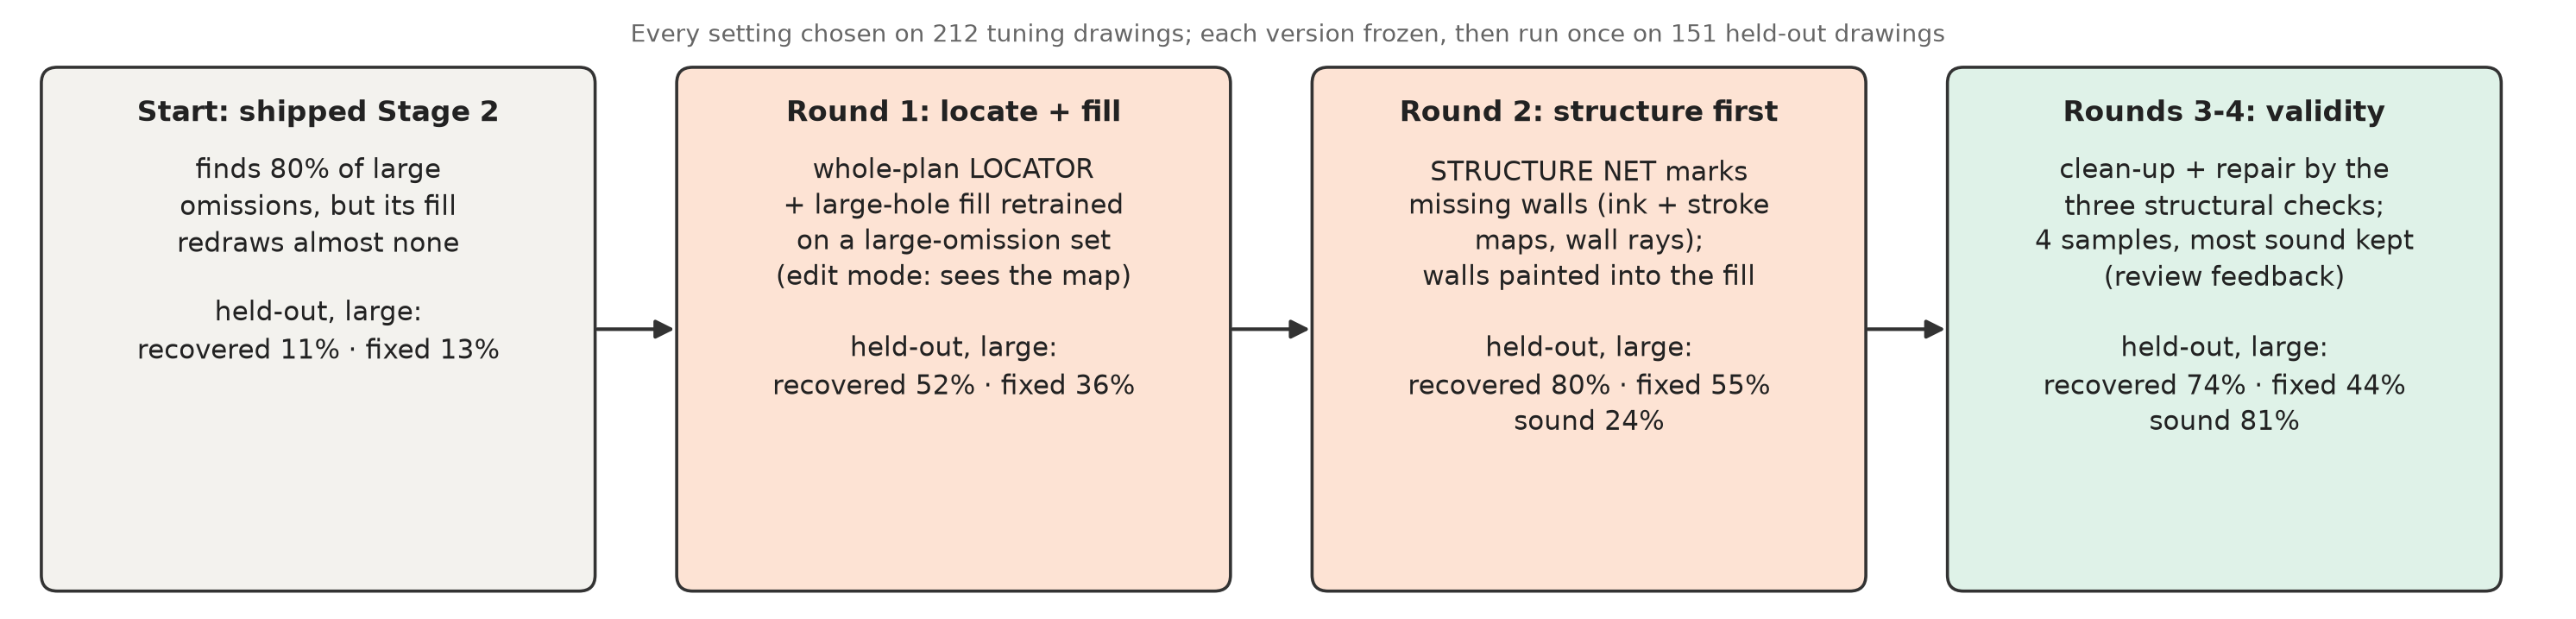 Every setting chosen on 212 tuning drawings; each version frozen, then run once on 151 held-out drawings
Start: shipped Stage 2
finds 80% of large
omissions, but its fill
redraws almost none
held-out, large:
recovered 11% · fixed 13%
Round 1: locate + fill
whole-plan LOCATOR
+ large-hole fill retrained
on a large-omission set
(edit mode: sees the map)
held-out, large:
recovered 52% · fixed 36%
Round 2: structure first
STRUCTURE NET marks
missing walls (ink + stroke
maps, wall rays);
walls painted into the fill
held-out, large:
recovered 80% · fixed 55%
sound 24%
Rounds 3-4: validity
clean-up + repair by the
three structural checks;
4 samples, most sound kept
(review feedback)
held-out, large:
recovered 74% · fixed 44%
sound 81%